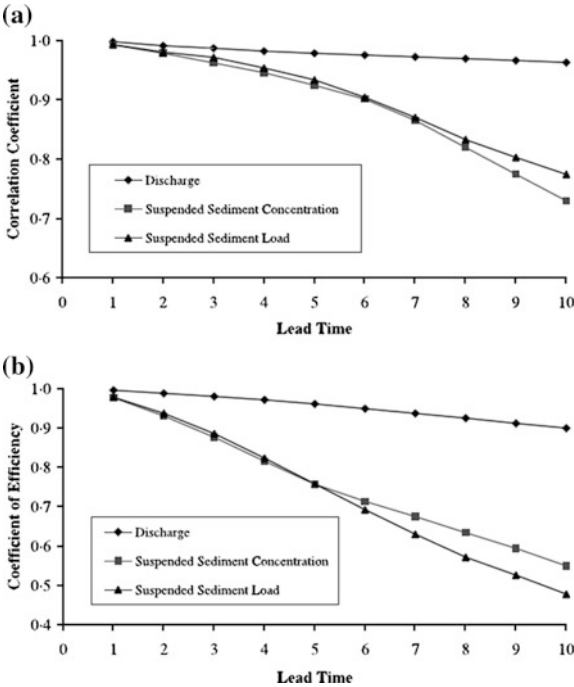 (a)
1·0
0·9
0·8
0·7
0·6
Correlation Coefficient
Discharge
Suspended Sediment Concentration
Suspended Sediment Load
0 1 2 3 4 5 6 7 8 9 10
Lead Time
(b)
1·0
0·9
0·8
0·7
0·6
0·5
0·4
Coefficient of Efficiency
Discharge
Suspended Sediment Concentration
Suspended Sediment Load
0 1 2 3 4 5 6 7 8 9 10
Lead Time